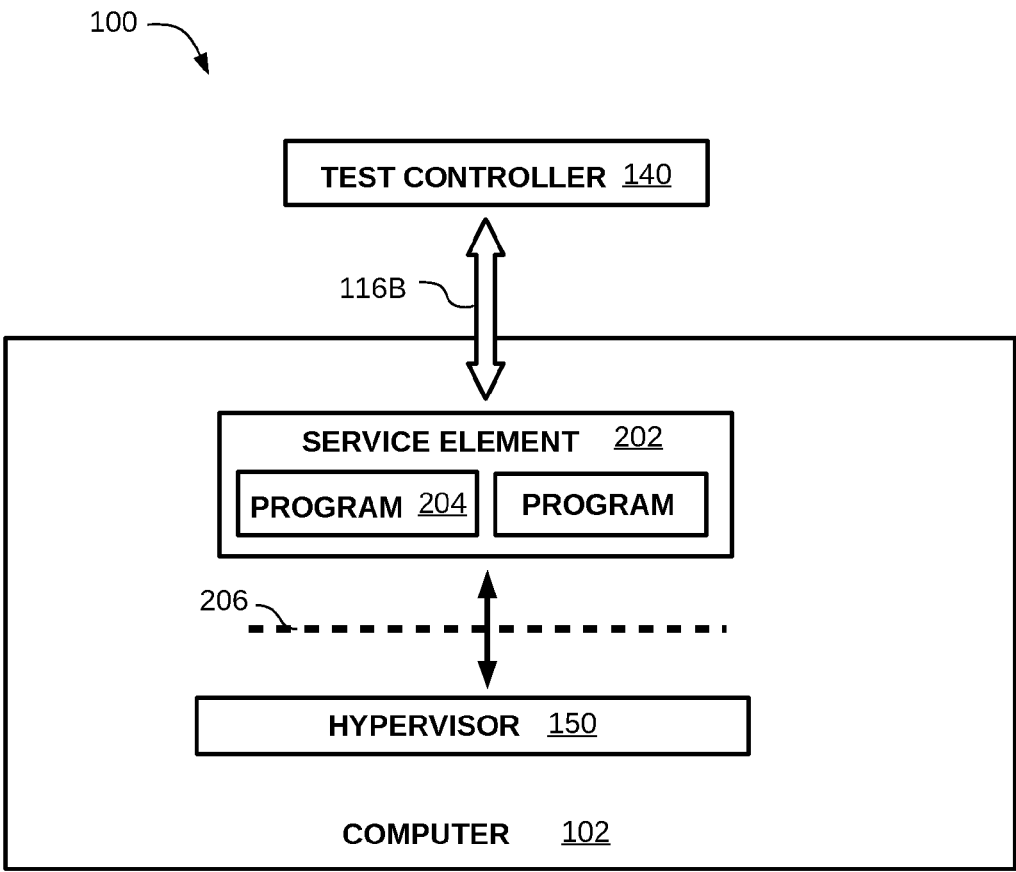 100
TEST CONTROLLER 140
116B
SERVICE ELEMENT 202
PROGRAM 204 PROGRAM
206
HYPERVISOR 150
COMPUTER 102